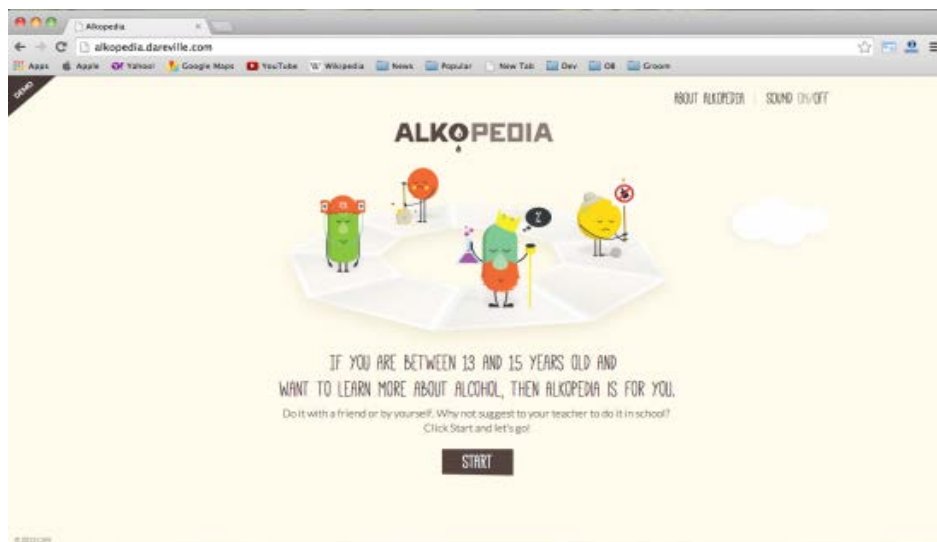 Alkopedia
alkopedia.dareville.com
Apps Apple Yahoo! Google Maps YouTube Wikipedia News Popular New Tab Dev OB Groom
DEMO
ABOUT ALKOPEDIA | SOUND ON/OFF
ALKOPEDIA
IF YOU ARE BETWEEN 13 AND 15 YEARS OLD AND
WANT TO LEARN MORE ABOUT ALCOHOL, THEN ALKOPEDIA IS FOR YOU.
Do it with a friend or by yourself. Why not suggest to your teacher to do it in school?
Click Start and let's go!
START